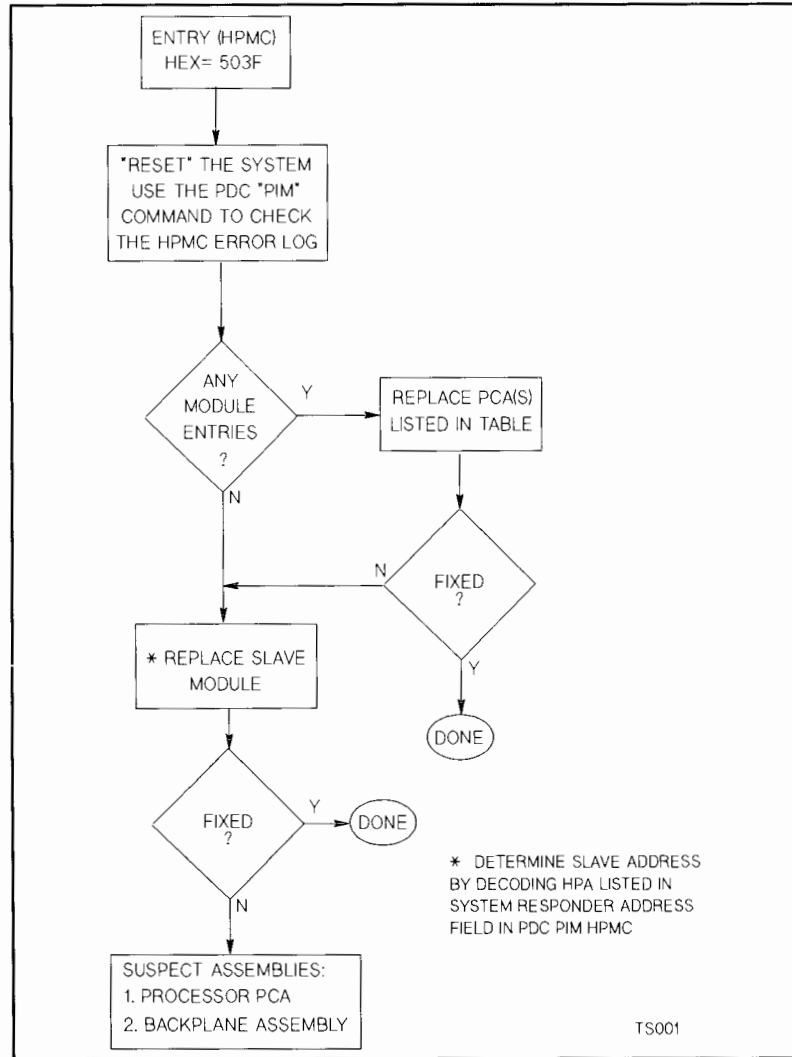 ENTRY (HPMC)
HEX= 503F
"RESET" THE SYSTEM
USE THE PDC "PIM"
COMMAND TO CHECK
THE HPMC ERROR LOG
ANY
MODULE
ENTRIES
?
Y
REPLACE PCA(S)
LISTED IN TABLE
N
N
FIXED
?
* REPLACE SLAVE
MODULE
Y
DONE
FIXED
?
Y
DONE
N
* DETERMINE SLAVE ADDRESS
BY DECODING HPA LISTED IN
SYSTEM RESPONDER ADDRESS
FIELD IN PDC PIM HPMC
SUSPECT ASSEMBLIES:
1. PROCESSOR PCA
2. BACKPLANE ASSEMBLY
TS001